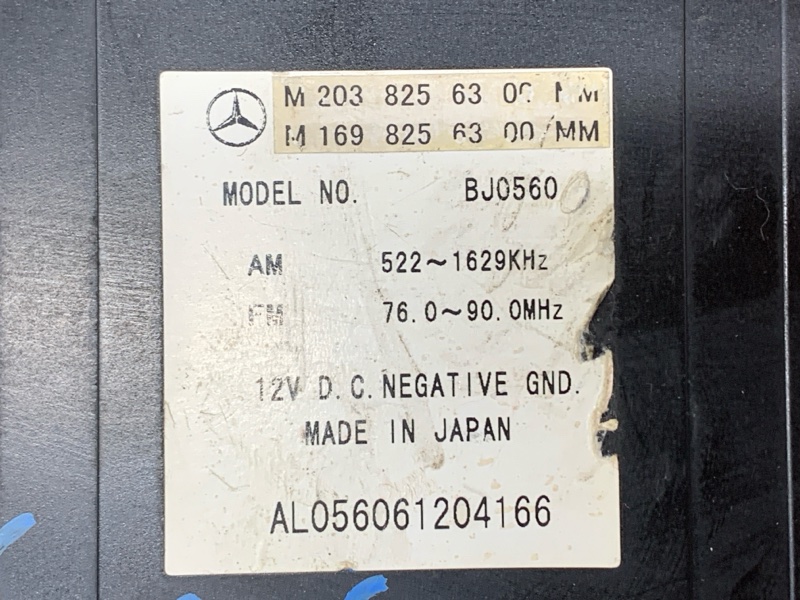 M 203 825 63 00 MM
M 169 825 63 00/MM
MODEL NO. BJ0560
AM 522~1629KHz
FM 76.0~90.0MHz
12V D.C.NEGATIVE GND.
MADE IN JAPAN
AL056061204166